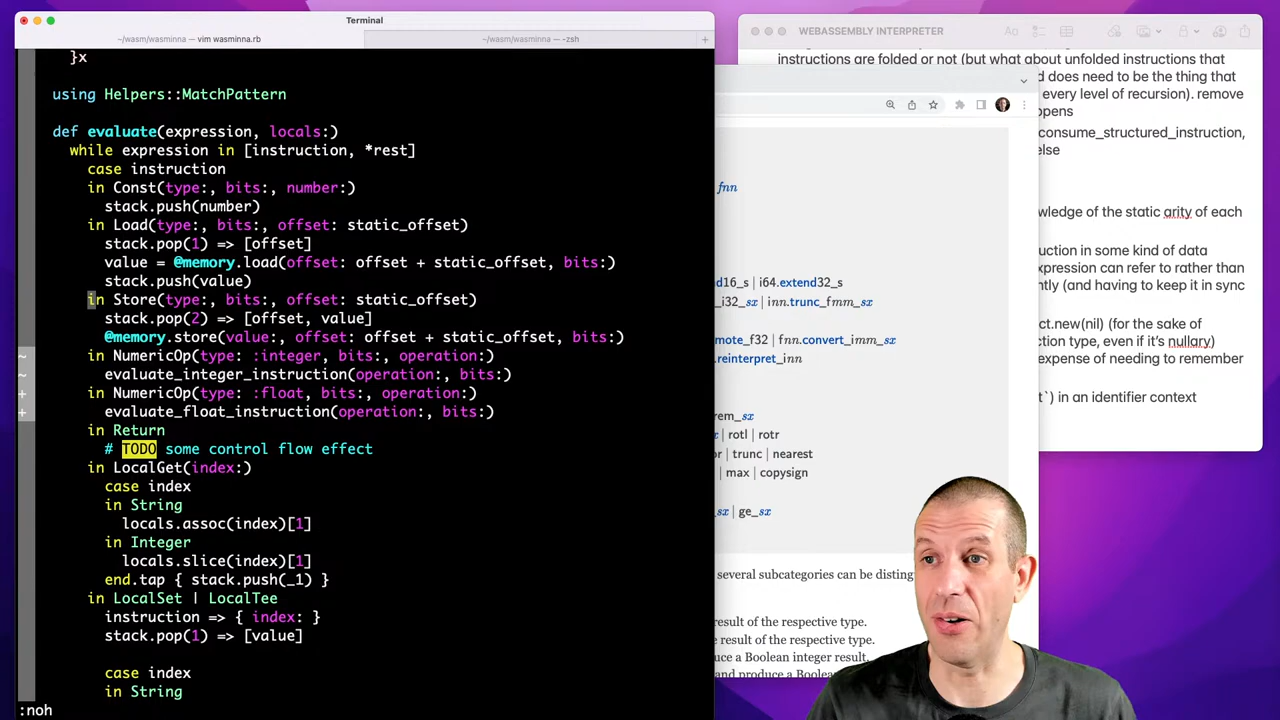 Terminal
~/wasm/wasminna — vim wasminna.rb
~/wasm/wasminna — -zsh
+
}x
using Helpers::MatchPattern
def evaluate(expression, locals:)
while expression in [instruction, *rest]
case instruction
in Const(type:, bits:, number:)
stack.push(number)
in Load(type:, bits:, offset: static_offset)
stack.pop(1) => [offset]
value = @memory.load(offset: offset + static_offset, bits:)
stack.push(value)
in Store(type:, bits:, offset: static_offset)
stack.pop(2) => [offset, value]
@memory.store(value:, offset: offset + static_offset, bits:)
~ in NumericOp(type: :integer, bits:, operation:)
~ evaluate_integer_instruction(operation:, bits:)
+ in NumericOp(type: :float, bits:, operation:)
+ evaluate_float_instruction(operation:, bits:)
in Return
# TODO some control flow effect
in LocalGet(index:)
case index
in String
locals.assoc(index)[1]
in Integer
locals.slice(index)[1]
end.tap { stack.push(_1) }
in LocalSet | LocalTee
instruction => { index: }
stack.pop(1) => [value]
case index
in String
:noh
WEBASSEMBLY INTERPRETER
instructions are folded or not (but what about unfolded instructions that
d does need to be the thing that
every level of recursion). remove
opens
consume_structured_instruction,
else
wledge of the static arity of each
uction in some kind of data
xpression can refer to rather than
ntly (and having to keep it in sync
ct.new(nil) (for the sake of
ction type, even if it's nullary)
expense of needing to remember
t`) in an identifier context
fnn
d16_s | i64.extend32_s
_i32_sx | inn.trunc_fmm_sx
mote_f32 | fnn.convert_imm_sx
.reinterpret_inn
rem_sx
| rotl | rotr
or | trunc | nearest
| max | copysign
_sx | ge_sx
several subcategories can be disting
result of the respective type.
e result of the respective type.
uce a Boolean integer result.
and produce a Boolean